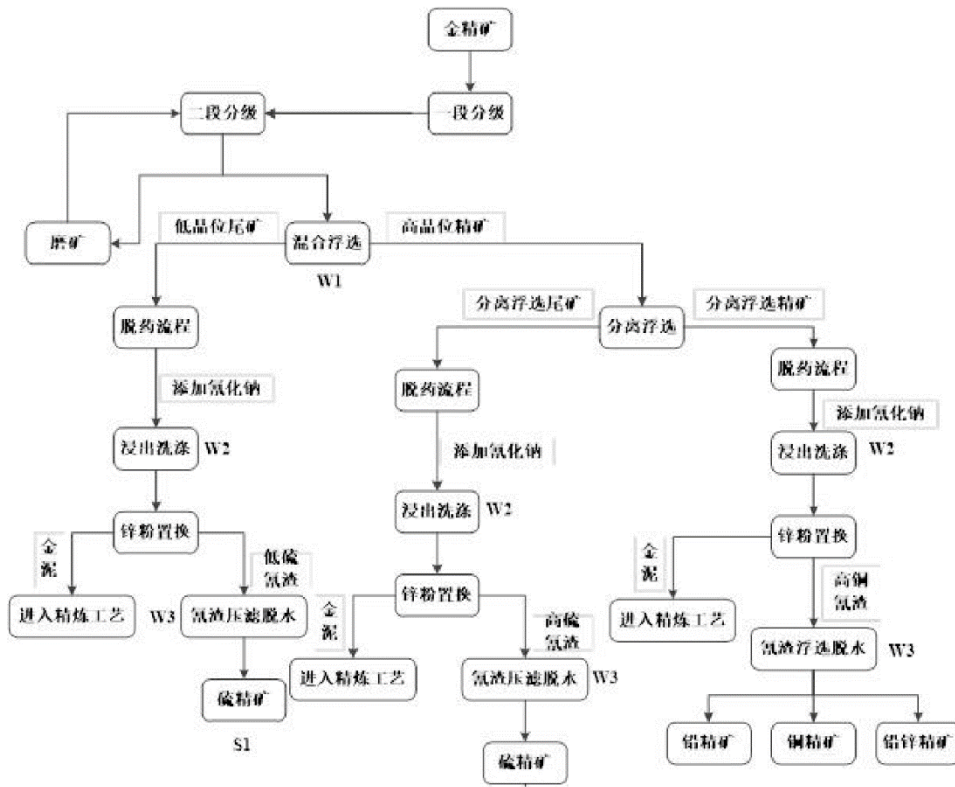 金精矿
二段分级
一段分级
低品位尾矿
高品位精矿
磨矿
混合浮选
W1
分离浮选尾矿
分离浮选精矿
脱药流程
分离浮选
脱药流程
脱药流程
添加氰化钠
添加氰化钠
添加氰化钠
浸出洗涤
W2
浸出洗涤
W2
浸出洗涤
W2
锌粉置换
锌粉置换
锌粉置换
金
泥
低硫
氰渣
金
泥
高硫
氰渣
金
泥
高铜
氰渣
进入精炼工艺
W3
氰渣压滤脱水
进入精炼工艺
进入精炼工艺
氰渣浮选脱水
W3
氰渣压滤脱水
W3
硫精矿
S1
硫精矿
铅精矿
铜精矿
铅锌精矿